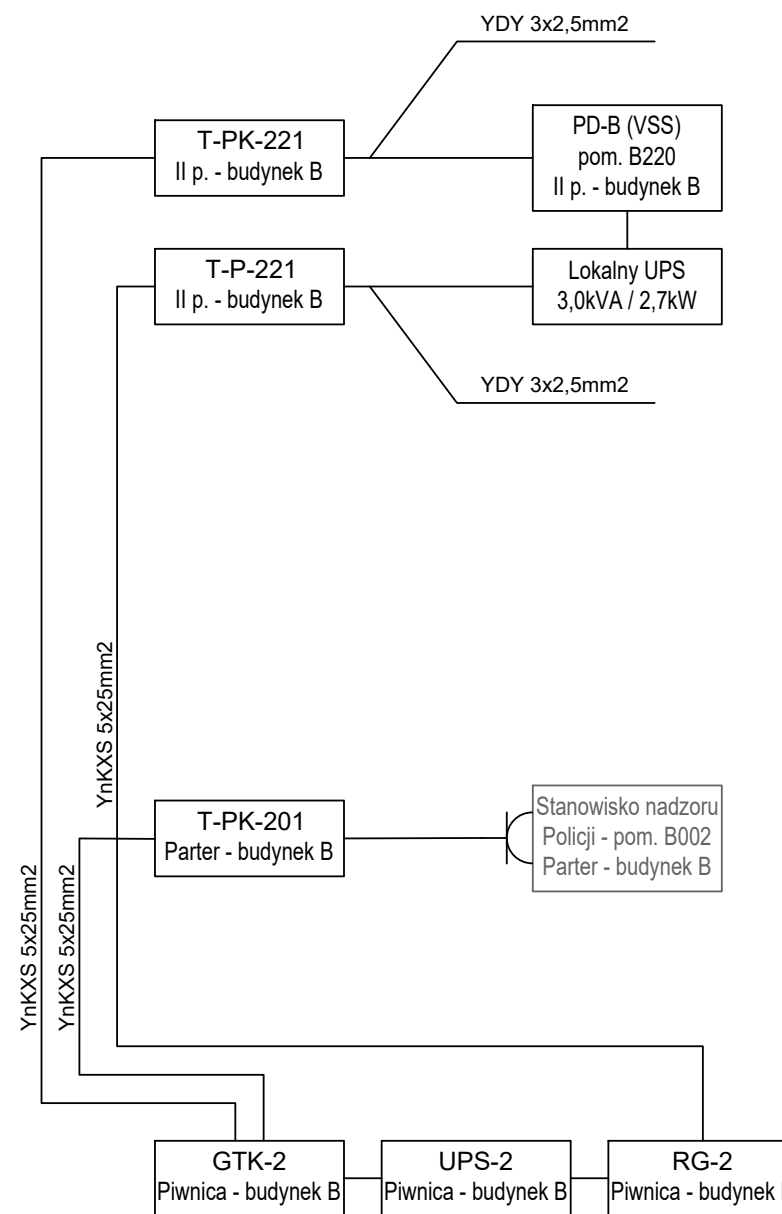 YDY 3x2,5mm2
T-PK-221
II p. - budynek B
PD-B (VSS)
pom. B220
II p. - budynek B
T-P-221
II p. - budynek B
Lokalny UPS
3,0kVA / 2,7kW
YDY 3x2,5mm2
YnKXS 5x25mm2
T-PK-201
Parter - budynek B
Stanowisko nadzoru
Policji - pom. B002
Parter - budynek B
YnKXS 5x25mm2
YnKXS 5x25mm2
GTK-2
Piwnica - budynek B
UPS-2
Piwnica - budynek B
RG-2
Piwnica - budynek